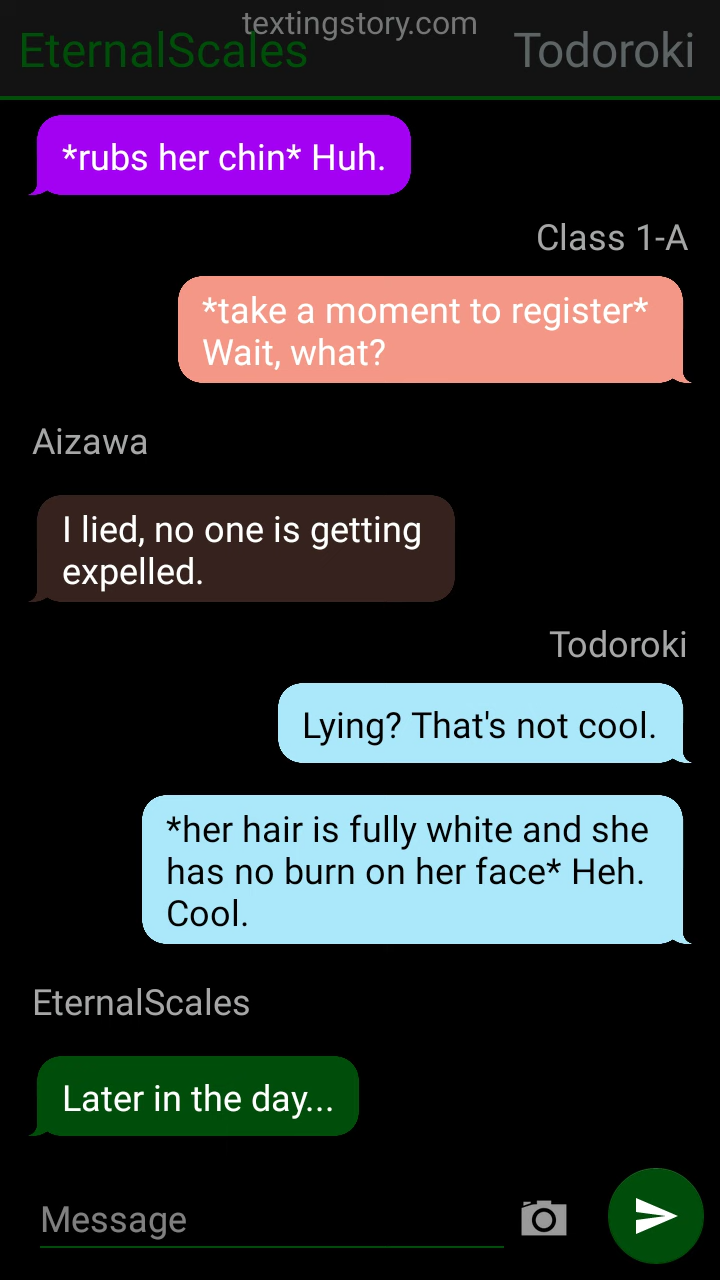 textingstory.com
EternalScales
Todoroki
*rubs her chin* Huh.
Class 1-A
*take a moment to register*
Wait, what?
Aizawa
I lied, no one is getting
expelled.
Todoroki
Lying? That's not cool.
*her hair is fully white and she
has no burn on her face* Heh.
Cool.
EternalScales
Later in the day...
Message